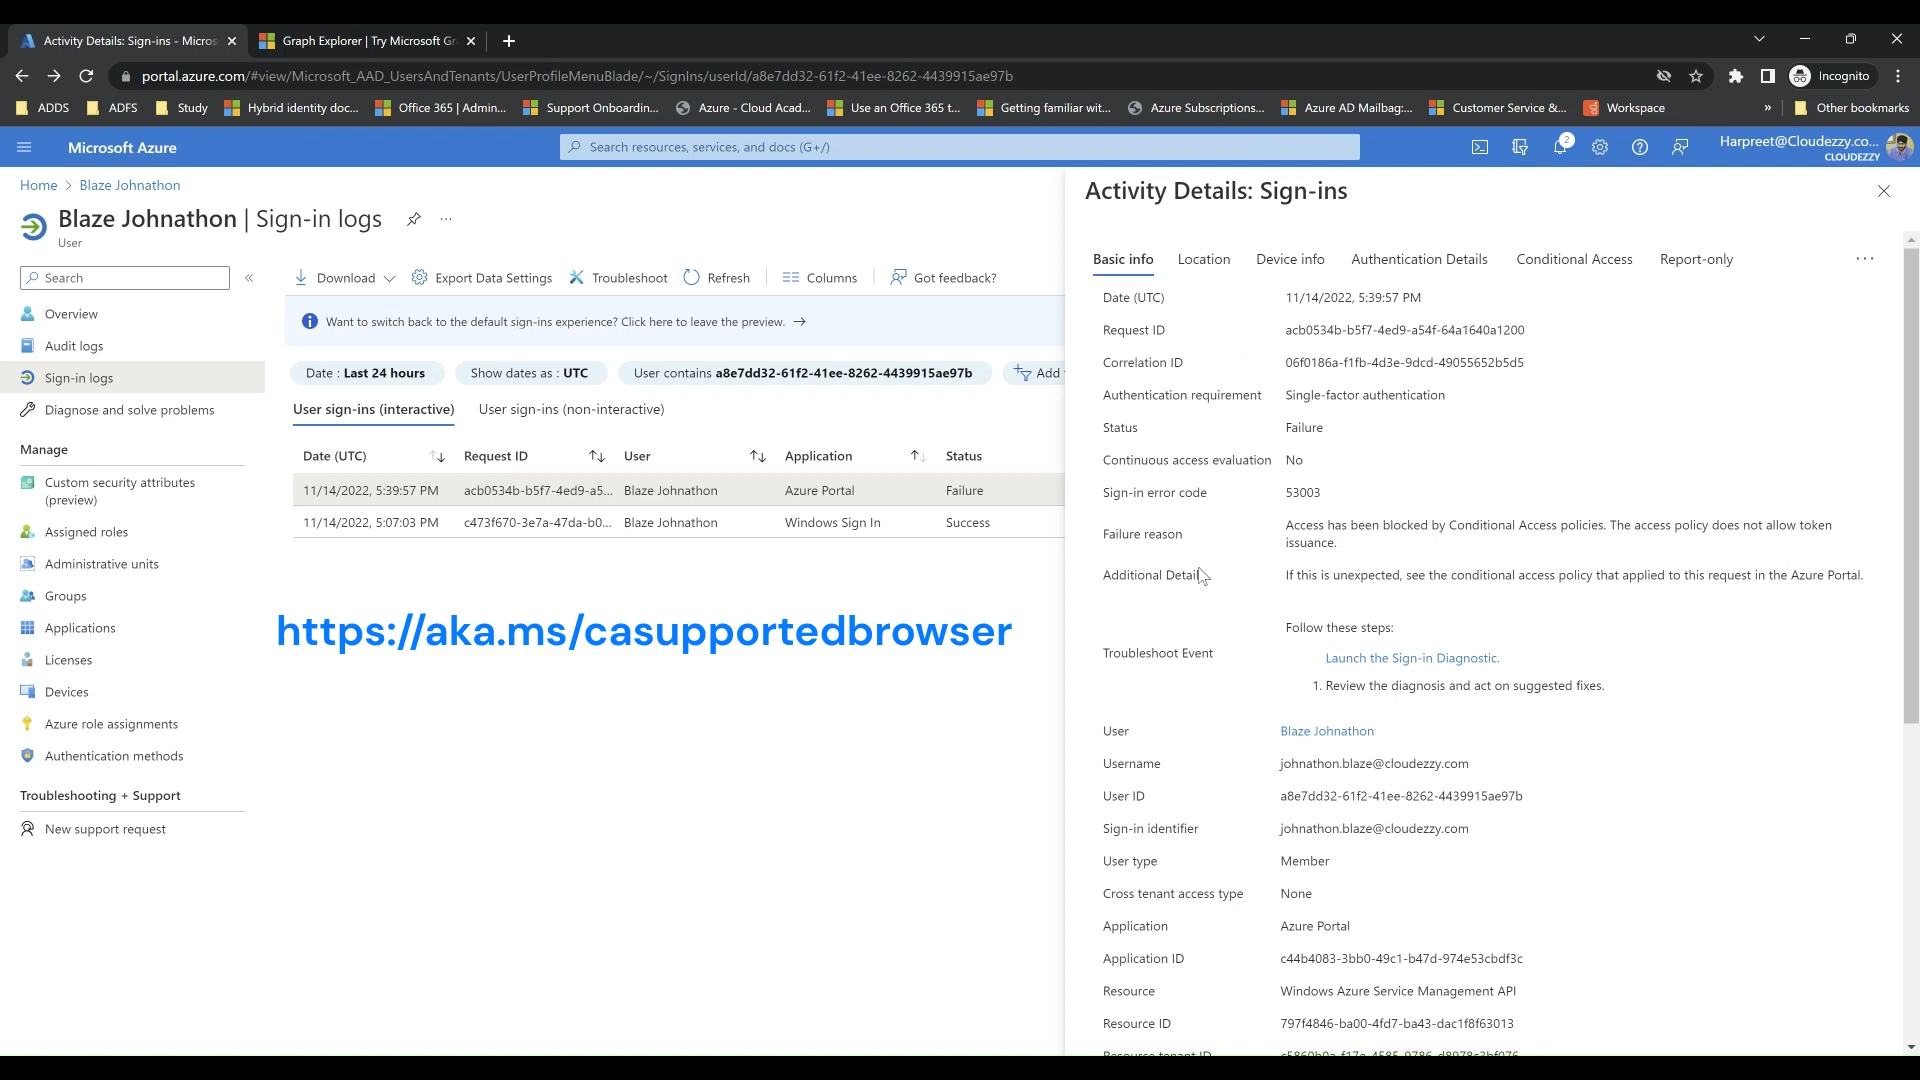 Activity Details: Sign-ins - Micros
Graph Explorer | Try Microsoft Gr
portal.azure.com/#view/Microsoft_AAD_UsersAndTenants/UserProfileMenuBlade/~/SignIns/userId/a8e7dd32-61f2-41ee-8262-4439915ae97b
Incognito
ADDS
ADFS
Study
Hybrid identity doc...
Office 365 | Admin...
Support Onboardin...
Azure - Cloud Acad...
Use an Office 365 t...
Getting familiar wit...
Azure Subscriptions...
Azure AD Mailbag:...
Customer Service &...
Workspace
»
Other bookmarks
Microsoft Azure
Search resources, services, and docs (G+/)
2
Harpreet@Cloudezzy.co...
CLOUDEZZY
Home > Blaze Johnathon
Blaze Johnathon | Sign-in logs
User
Search
Overview
Audit logs
Sign-in logs
Diagnose and solve problems
Manage
Custom security attributes
(preview)
Assigned roles
Administrative units
Groups
Applications
Licenses
Devices
Azure role assignments
Authentication methods
Troubleshooting + Support
New support request
Download
Export Data Settings
Troubleshoot
Refresh
Columns
Got feedback?
Want to switch back to the default sign-ins experience? Click here to leave the preview. →
Date : Last 24 hours
Show dates as : UTC
User contains a8e7dd32-61f2-41ee-8262-4439915ae97b
Add
User sign-ins (interactive)
User sign-ins (non-interactive)
Date (UTC) Request ID User Application Status
11/14/2022, 5:39:57 PM acb0534b-b5f7-4ed9-a5... Blaze Johnathon Azure Portal Failure
11/14/2022, 5:07:03 PM c473f670-3e7a-47da-b0... Blaze Johnathon Windows Sign In Success
https://aka.ms/casupportedbrowser
Activity Details: Sign-ins
Basic info
Location
Device info
Authentication Details
Conditional Access
Report-only
Date (UTC) 11/14/2022, 5:39:57 PM
Request ID acb0534b-b5f7-4ed9-a54f-64a1640a1200
Correlation ID 06f0186a-f1fb-4d3e-9dcd-49055652b5d5
Authentication requirement Single-factor authentication
Status Failure
Continuous access evaluation No
Sign-in error code 53003
Failure reason Access has been blocked by Conditional Access policies. The access policy does not allow token
issuance.
Additional Details If this is unexpected, see the conditional access policy that applied to this request in the Azure Portal.
Follow these steps:
Troubleshoot Event Launch the Sign-in Diagnostic.
1. Review the diagnosis and act on suggested fixes.
User Blaze Johnathon
Username johnathon.blaze@cloudezzy.com
User ID a8e7dd32-61f2-41ee-8262-4439915ae97b
Sign-in identifier johnathon.blaze@cloudezzy.com
User type Member
Cross tenant access type None
Application Azure Portal
Application ID c44b4083-3bb0-49c1-b47d-974e53cbdf3c
Resource Windows Azure Service Management API
Resource ID 797f4846-ba00-4fd7-ba43-dac1f8f63013
Resource tenant ID